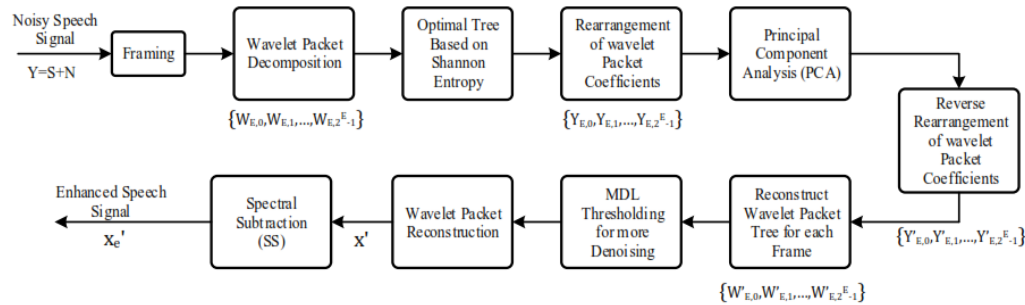 Noisy Speech
Signal
Y=S+N
Framing
Wavelet Packet
Decomposition
{W_E,0,W_E,1,...,W_E,2^E-1}
Optimal Tree
Based on
Shannon
Entropy
Rearrangement
of wavelet
Packet
Coefficients
{Y_E,0,Y_E,1,...,Y_E,2^E-1}
Principal
Component
Analysis (PCA)
Reverse
Rearrangement
of wavelet
Packet
Coefficients
{Y'_E,0,Y'_E,1,...,Y'_E,2^E-1}
Reconstruct
Wavelet Packet
Tree for each
Frame
{W'_E,0,W'_E,1,...,W'_E,2^E-1}
MDL
Thresholding
for more
Denoising
Wavelet Packet
Reconstruction
x'
Spectral
Subtraction
(SS)
Enhanced Speech
Signal
x_e'